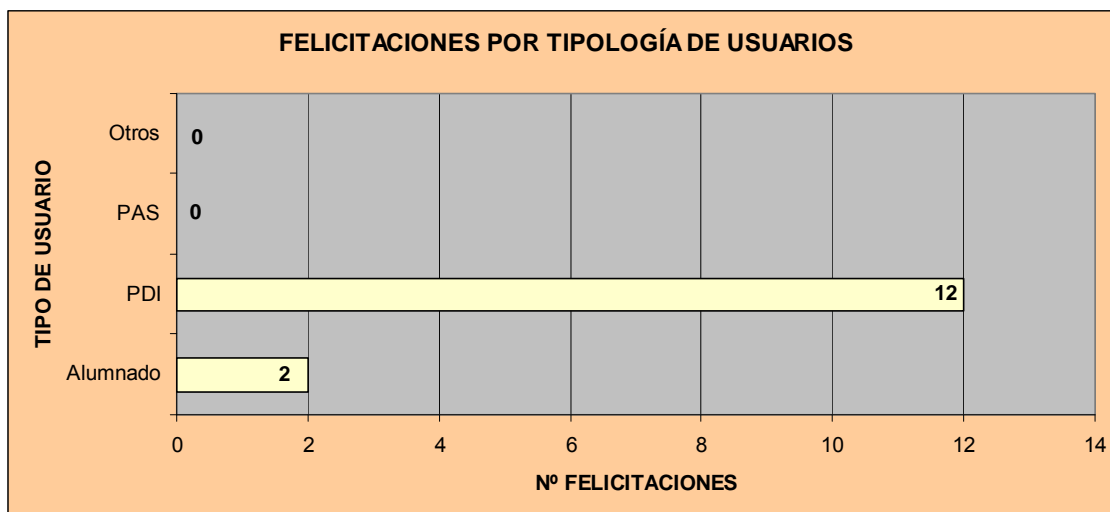 FELICITACIONES POR TIPOLOGÍA DE USUARIOS
TIPO DE USUARIO
Otros
0
PAS
0
PDI
12
Alumnado
2
0 2 4 6 8 10 12 14
Nº FELICITACIONES